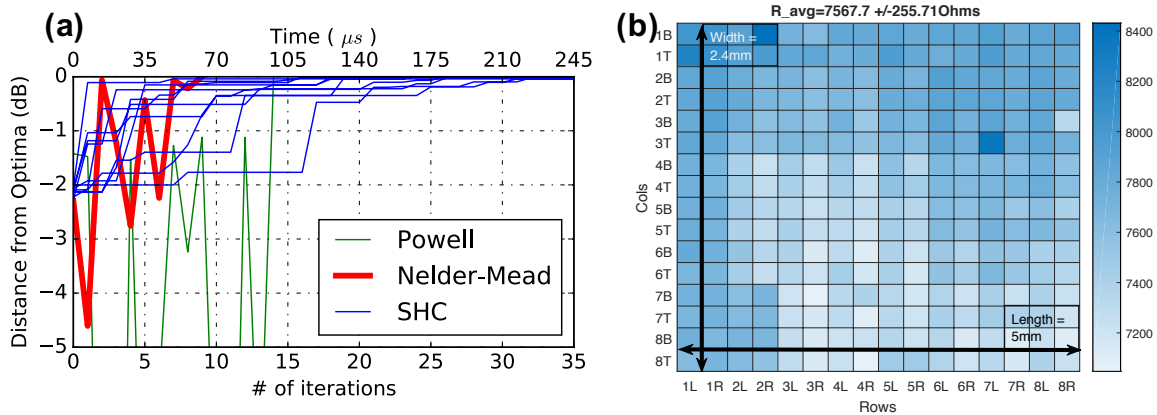 (a)
Time ( μs )
0 35 70 105 140 175 210 245
0
−1
−2
−3
−4
−5
Distance from Optima (dB)
Powell
Nelder-Mead
SHC
0 5 10 15 20 25 30 35
# of iterations
(b)
R_avg=7567.7 +/-255.71Ohms
Width =
2.4mm
Length =
5mm
Cols
1B
1T
2B
2T
3B
3T
4B
4T
5B
5T
6B
6T
7B
7T
8B
8T
1L 1R 2L 2R 3L 3R 4L 4R 5L 5R 6L 6R 7L 7R 8L 8R
Rows
8400
8200
8000
7800
7600
7400
7200